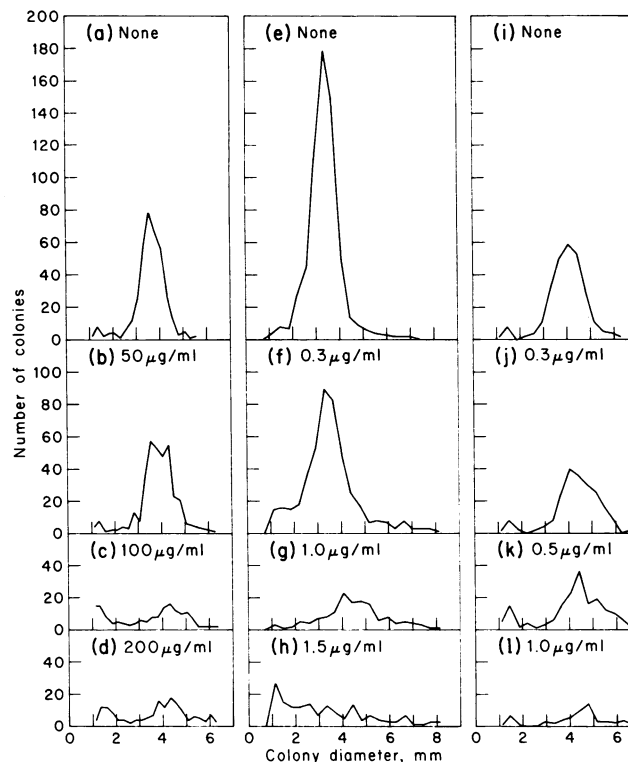 (a) None
(e) None
(i) None
200
180
160
140
120
100
80
60
40
20
0
(b) 50 μg/ml
(f) 0.3 μg/ml
(j) 0.3 μg/ml
100
80
60
40
20
0
(c) 100 μg/ml
(g) 1.0 μg/ml
(k) 0.5 μg/ml
40
20
0
(d) 200 μg/ml
(h) 1.5 μg/ml
(l) 1.0 μg/ml
40
20
0
0 2 4 6
0 2 4 6 8
0 2 4 6
Number of colonies
Colony diameter, mm